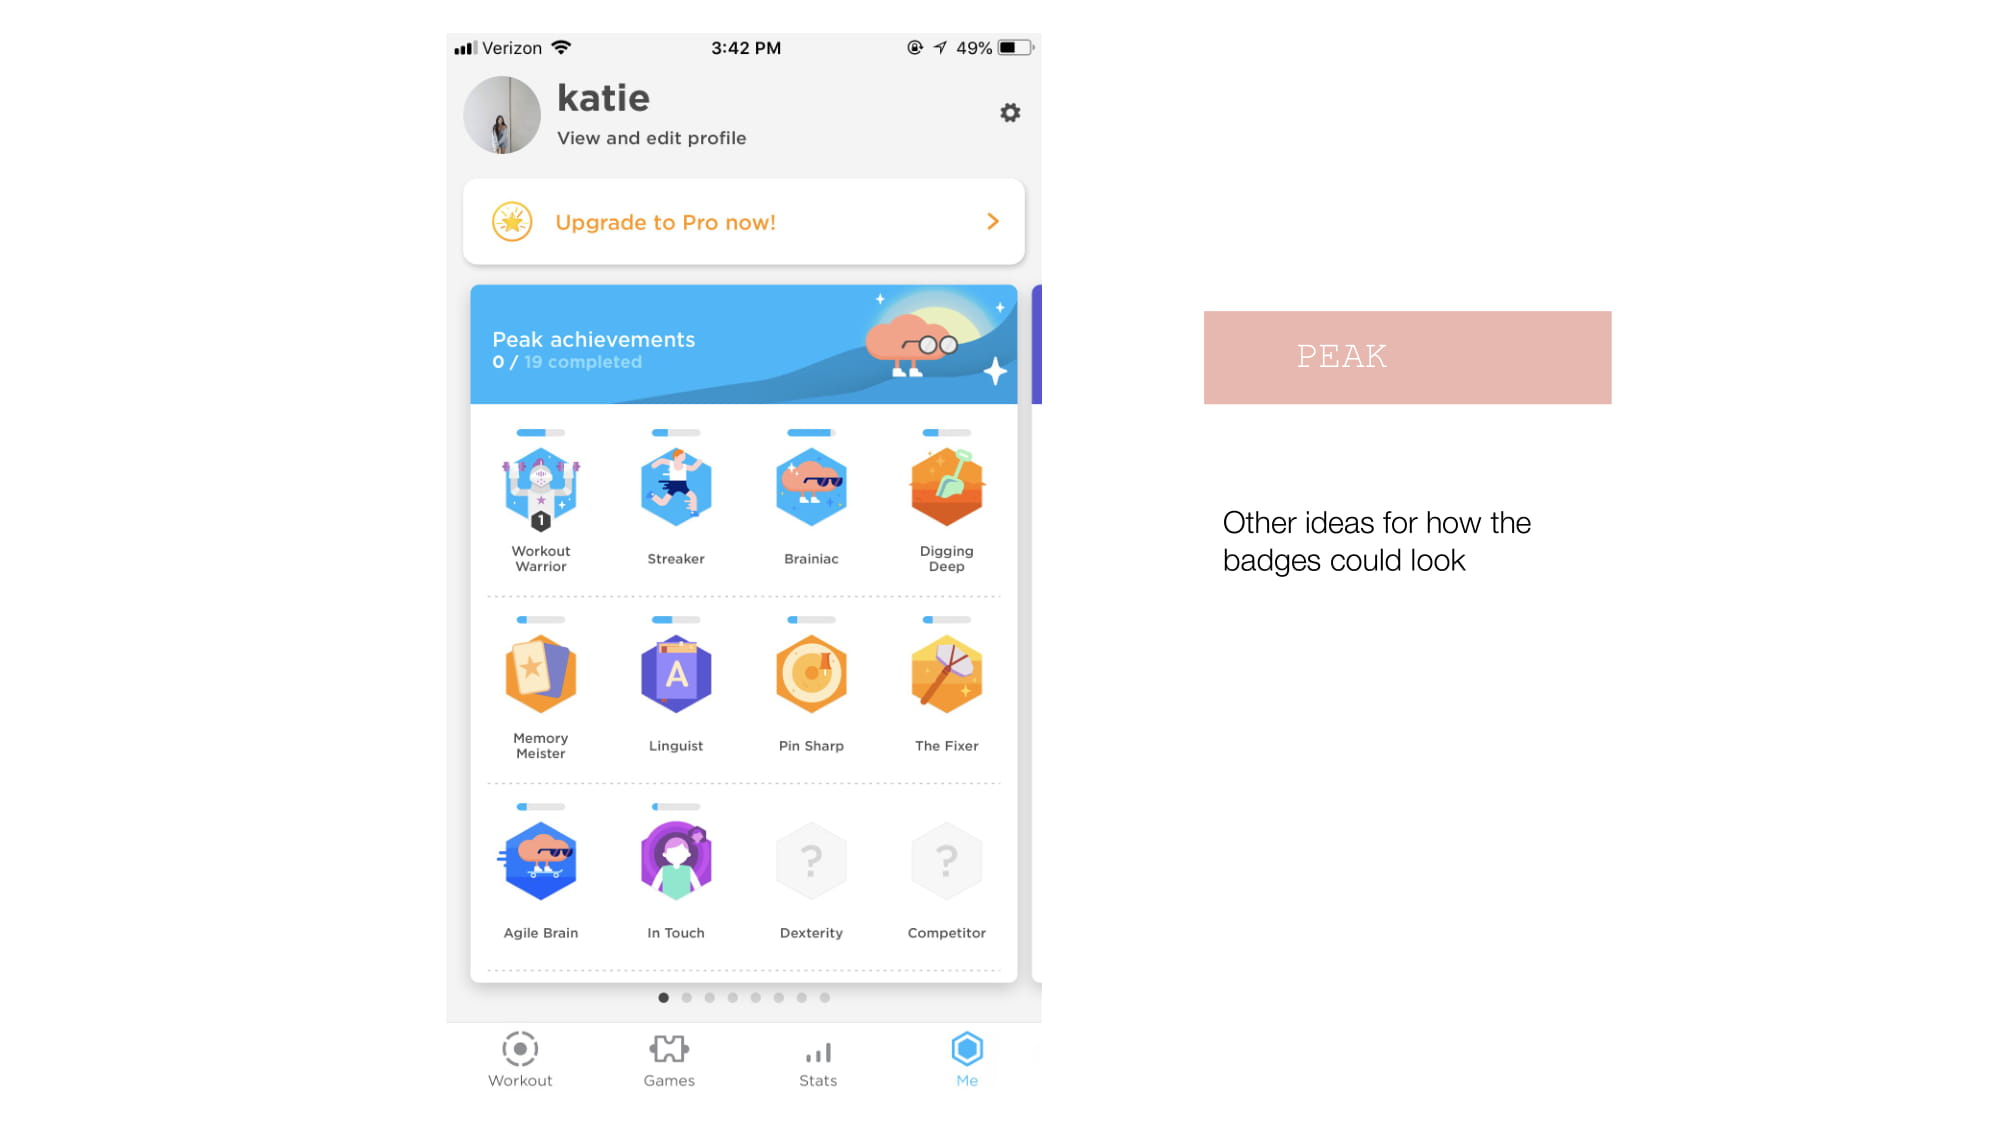 Verizon 3:42 PM 49%
katie
View and edit profile
Upgrade to Pro now!
Peak achievements
0 / 19 completed
1
Workout
Warrior
Streaker
Brainiac
Digging
Deep
A
Memory
Meister
Linguist
Pin Sharp
The Fixer
? ?
Agile Brain
In Touch
Dexterity
Competitor
Workout
Games
Stats
Me
PEAK
Other ideas for how the
badges could look